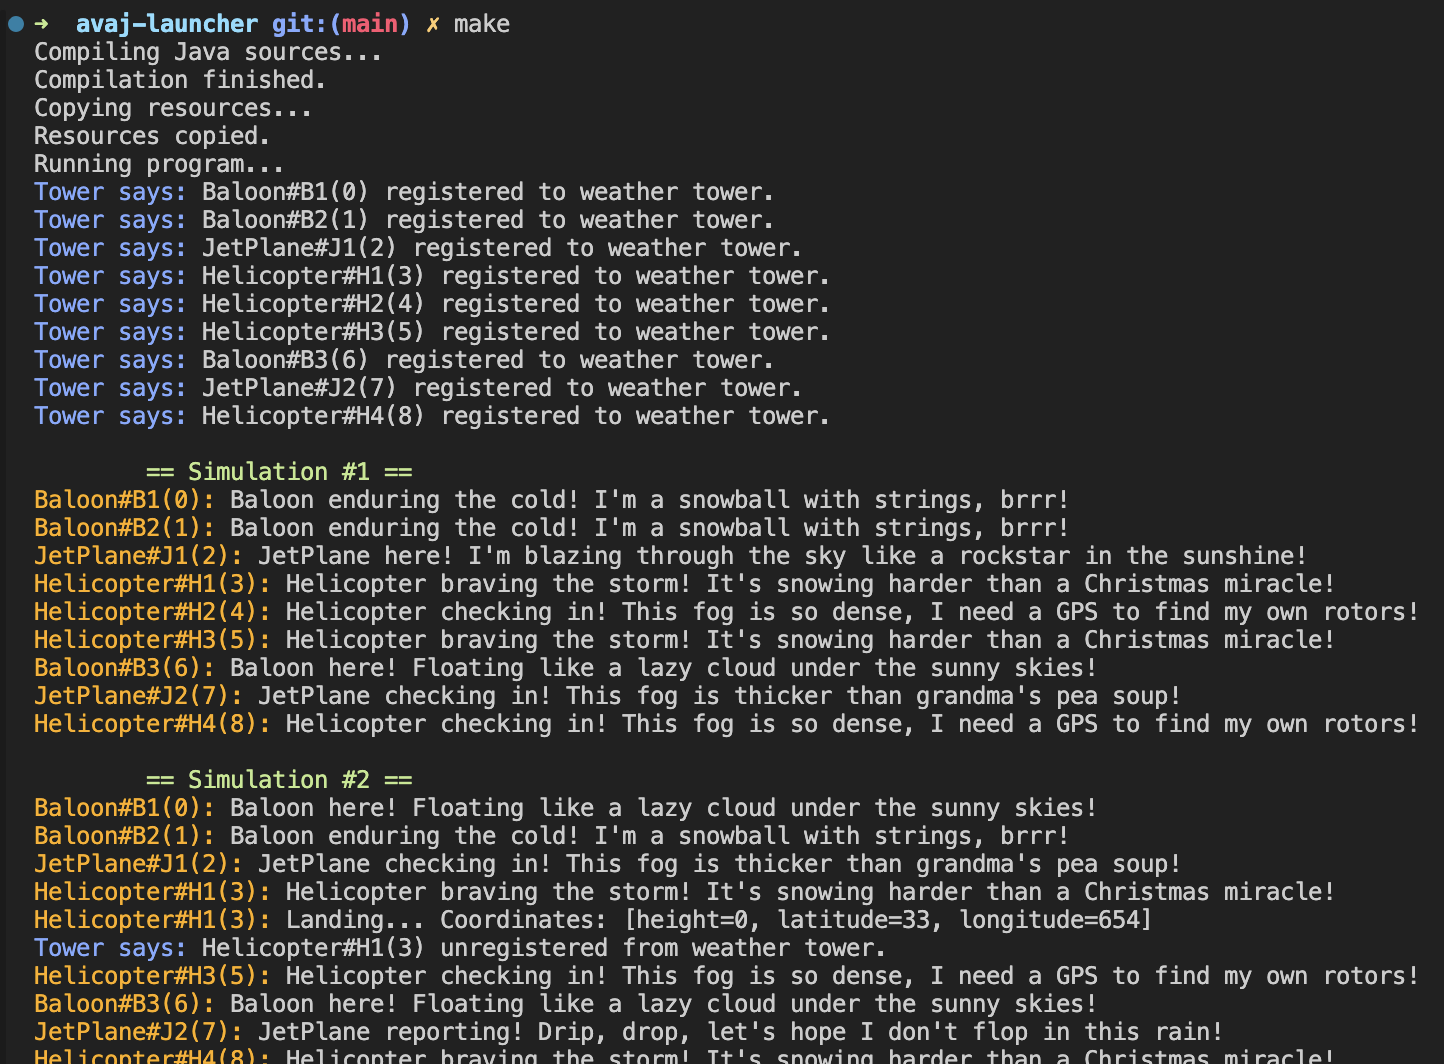 ➜ avaj-launcher git:(main) ✗ make
Compiling Java sources...
Compilation finished.
Copying resources...
Resources copied.
Running program...
Tower says: Baloon#B1(0) registered to weather tower.
Tower says: Baloon#B2(1) registered to weather tower.
Tower says: JetPlane#J1(2) registered to weather tower.
Tower says: Helicopter#H1(3) registered to weather tower.
Tower says: Helicopter#H2(4) registered to weather tower.
Tower says: Helicopter#H3(5) registered to weather tower.
Tower says: Baloon#B3(6) registered to weather tower.
Tower says: JetPlane#J2(7) registered to weather tower.
Tower says: Helicopter#H4(8) registered to weather tower.
== Simulation #1 ==
Baloon#B1(0): Baloon enduring the cold! I'm a snowball with strings, brrr!
Baloon#B2(1): Baloon enduring the cold! I'm a snowball with strings, brrr!
JetPlane#J1(2): JetPlane here! I'm blazing through the sky like a rockstar in the sunshine!
Helicopter#H1(3): Helicopter braving the storm! It's snowing harder than a Christmas miracle!
Helicopter#H2(4): Helicopter checking in! This fog is so dense, I need a GPS to find my own rotors!
Helicopter#H3(5): Helicopter braving the storm! It's snowing harder than a Christmas miracle!
Baloon#B3(6): Baloon here! Floating like a lazy cloud under the sunny skies!
JetPlane#J2(7): JetPlane checking in! This fog is thicker than grandma's pea soup!
Helicopter#H4(8): Helicopter checking in! This fog is so dense, I need a GPS to find my own rotors!
== Simulation #2 ==
Baloon#B1(0): Baloon here! Floating like a lazy cloud under the sunny skies!
Baloon#B2(1): Baloon enduring the cold! I'm a snowball with strings, brrr!
JetPlane#J1(2): JetPlane checking in! This fog is thicker than grandma's pea soup!
Helicopter#H1(3): Helicopter braving the storm! It's snowing harder than a Christmas miracle!
Helicopter#H1(3): Landing... Coordinates: [height=0, latitude=33, longitude=654]
Tower says: Helicopter#H1(3) unregistered from weather tower.
Helicopter#H3(5): Helicopter checking in! This fog is so dense, I need a GPS to find my own rotors!
Baloon#B3(6): Baloon here! Floating like a lazy cloud under the sunny skies!
JetPlane#J2(7): JetPlane reporting! Drip, drop, let's hope I don't flop in this rain!
Helicopter#H4(8): Helicopter braving the storm! It's snowing harder than a Christmas miracle!